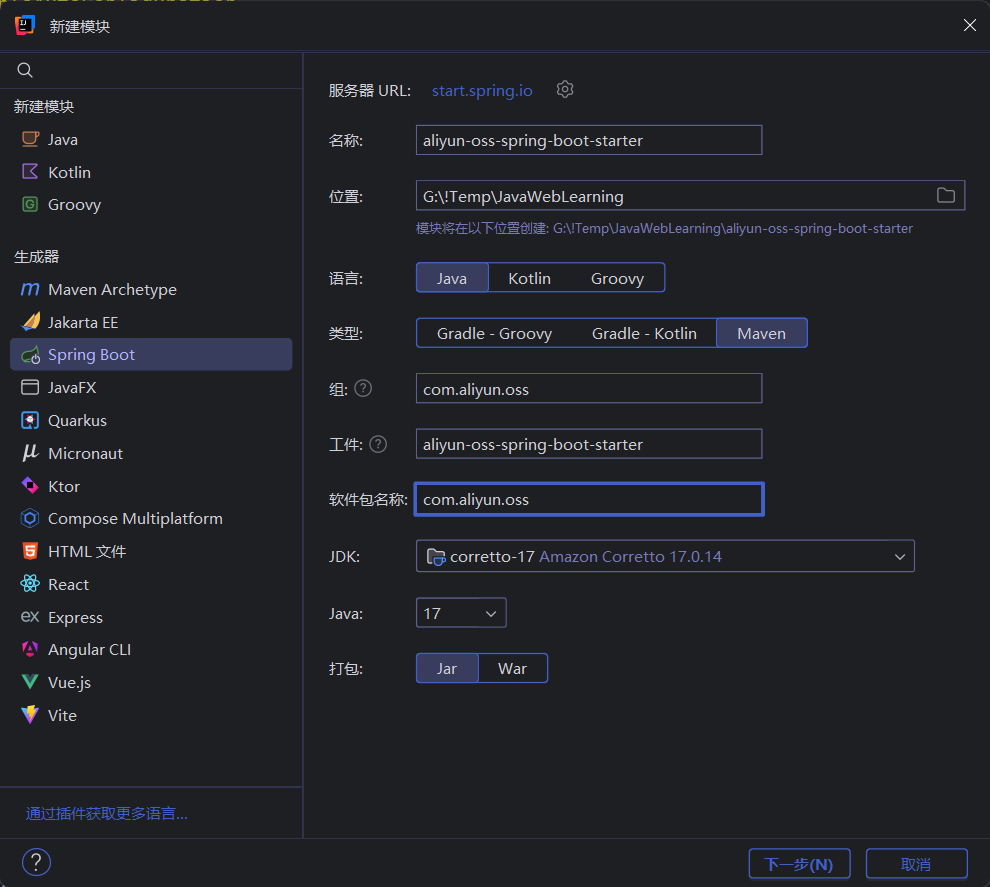 新建模块
新建模块
Java
Kotlin
Groovy
生成器
Maven Archetype
Jakarta EE
Spring Boot
JavaFX
Quarkus
Micronaut
Ktor
Compose Multiplatform
HTML 文件
React
Express
Angular CLI
Vue.js
Vite
通过插件获取更多语言...
服务器 URL: start.spring.io
名称: aliyun-oss-spring-boot-starter
位置: G:\!Temp\JavaWebLearning
模块将在以下位置创建: G:\!Temp\JavaWebLearning\aliyun-oss-spring-boot-starter
语言: Java Kotlin Groovy
类型: Gradle - Groovy Gradle - Kotlin Maven
组: ? com.aliyun.oss
工件: ? aliyun-oss-spring-boot-starter
软件包名称: com.aliyun.oss
JDK: corretto-17 Amazon Corretto 17.0.14
Java: 17
打包: Jar War
? 下一步(N) 取消